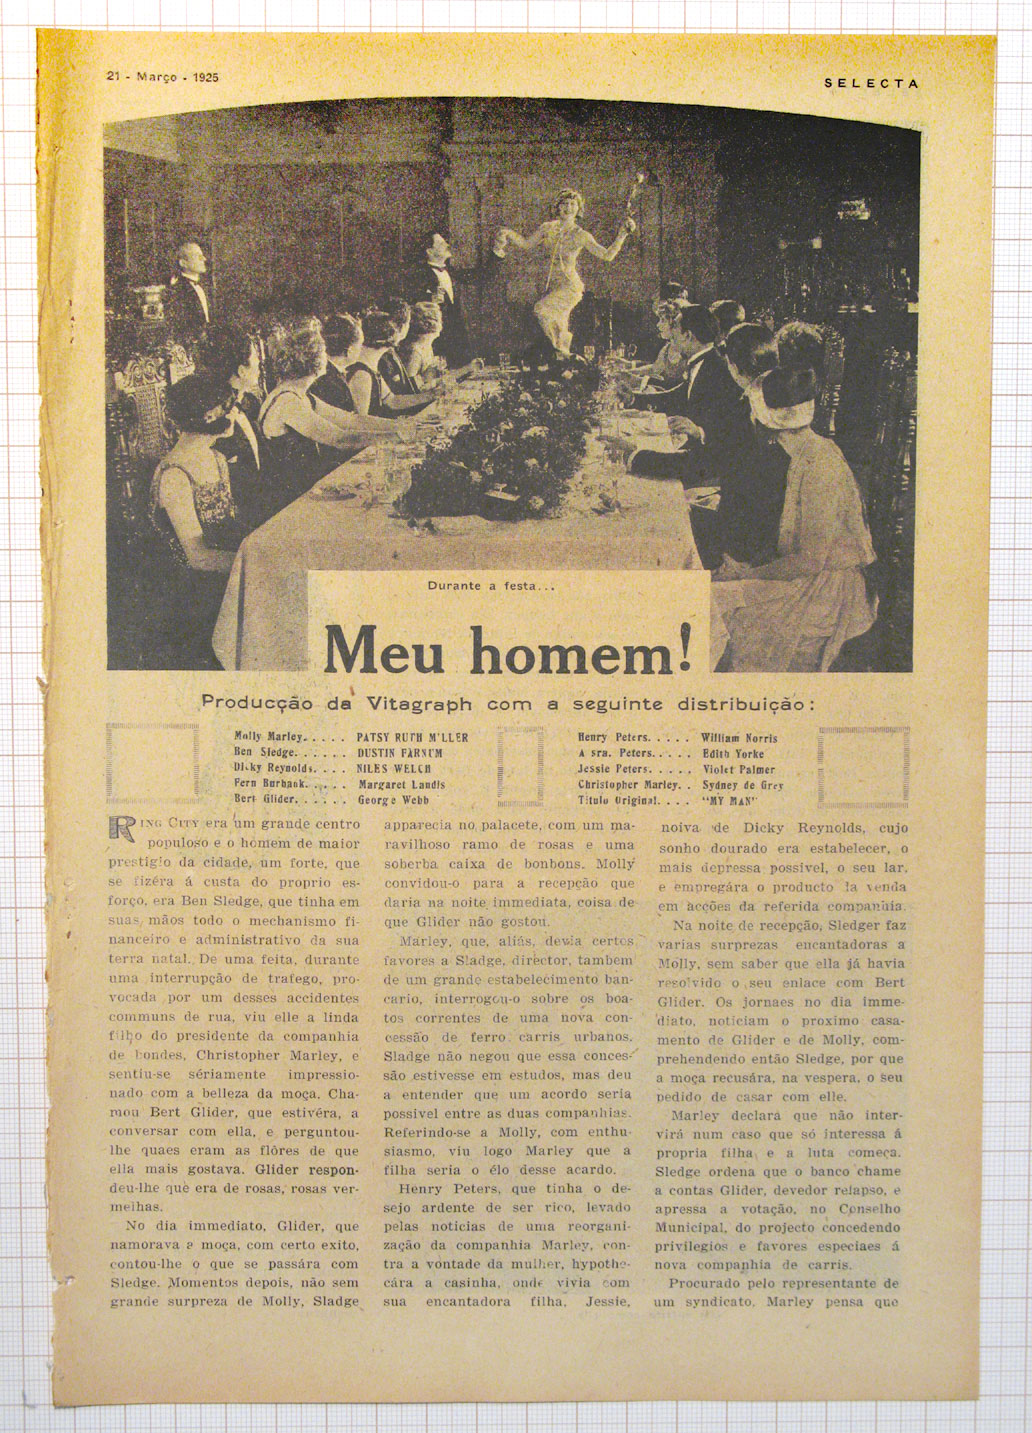 21 - Março - 1925
SELECTA
Durante a festa...
Meu homem!
Producção da Vitagraph com a seguinte distribuição:
Molly Marley. . . . . PATSY RUTH M'LLER
Ben Sledge. . . . . . DUSTIN FARNUM
Dicky Reynolds. . . . NILES WELCH
Fern Burbank. . . . . Margaret Landis
Bert Glider. . . . . . George Webb
Henry Peters. . . . . William Norris
A sra. Peters. . . . . Edith Yorke
Jessie Peters. . . . . Violet Palmer
Christopher Marley. . Sydney de Grey
Titulo Original. . . . "MY MAN"
RING CITY era um grande centro
populoso e o homem de maior
prestigio da cidade, um forte, que
se fizéra á custa do proprio es-
forço, era Ben Sledge, que tinha em
suas mãos todo o mechanismo fi-
nanceiro e administrativo da sua
terra natal. De uma feita, durante
uma interrupção de trafego, pro-
vocada por um desses accidentes
communs de rua, viu elle a linda
filho do presidente da companhia
de bondes, Christopher Marley, e
sentiu-se sériamente impressio-
nado com a belleza da moça. Cha-
mou Bert Glider, que estivéra, a
conversar com ella, e perguntou-
lhe quaes eram as flôres de que
ella mais gostava. Glider respon-
deu-lhe que era de rosas, rosas ver-
melhas.
No dia immediato, Glider, que
namorava a moça, com certo exito,
contou-lhe o que se passára com
Sledge. Momentos depois, não sem
grande surpreza de Molly, Sladge
apparecia no palacete, com um ma-
ravilhoso ramo de rosas e uma
soberba caixa de bonbons. Molly
convidou-o para a recepção que
daria na noite immediata, coisa de
que Glider não gostou.
Marley, que, aliás, devia certos
favores a Sladge, director, tambem
de um grande estabelecimento ban-
cario, interrogou-o sobre os boa-
tos correntes de uma nova con-
cessão de ferro carris urbanos.
Sladge não negou que essa conces-
são estivesse em estudos, mas deu
a entender que um acordo seria
possivel entre as duas companhias.
Referindo-se a Molly, com enthu-
siasmo, viu logo Marley que a
filha seria o élo desse acardo.
Henry Peters, que tinha o de-
sejo ardente de ser rico, levado
pelas noticias de uma reorgani-
zação da companhia Marley, con-
tra a vontade da mulher, hypothe-
cára a casinha, onde vivia com
sua encantadora filha, Jessie,
noiva de Dicky Reynolds, cujo
sonho dourado era estabelecer, o
mais depressa possivel, o seu lar,
e empregára o producto da venda
em acções da referida companhia.
Na noite de recepção, Sledger faz
varias surprezas encantadoras a
Molly, sem saber que ella já havia
resolvido o seu enlace com Bert
Glider. Os jornaes no dia imme-
diato, noticiam o proximo casa-
mento de Glider e de Molly, com-
prehendendo então Sledge, por que
a moça recusára, na vespera, o seu
pedido de casar com elle.
Marley declara que não inter-
virá num caso que só interessa á
propria filha e a luta começa.
Sledge ordena que o banco chame
a contas Glider, devedor relapso, e
apressa a votação, no Conselho
Municipal, do projecto concedendo
privilegios e favores especiaes á
nova companhia de carris.
Procurado pelo representante de
um syndicato, Marley pensa que